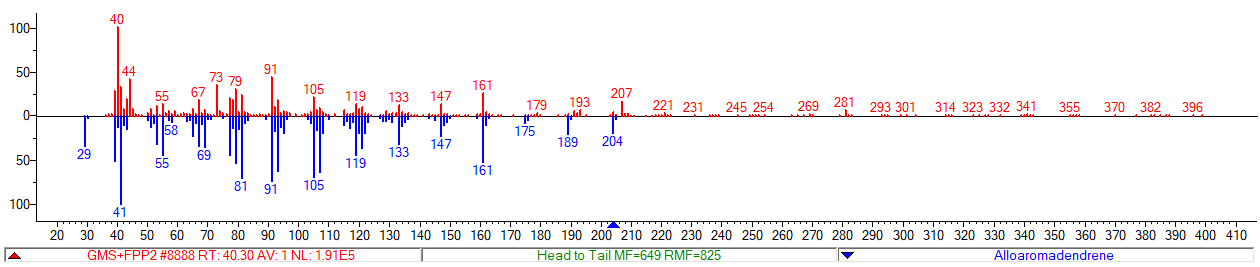 40
100
44 73 91
50 55 67 79 105 119 133 147 161 179 193 207 221 231 245 254 269 281 293 301 314 323 332 341 355 370 382 396
0
29 58 175 189 204
50 55 69 81 91 105 119 133 147 161
100 41
20 30 40 50 60 70 80 90 100 110 120 130 140 150 160 170 180 190 200 210 220 230 240 250 260 270 280 290 300 310 320 330 340 350 360 370 380 390 400 410
GMS+FPP2 #8888 RT: 40.30 AV: 1 NL: 1.91E5 Head to Tail MF=649 RMF=825 Alloaromadendrene